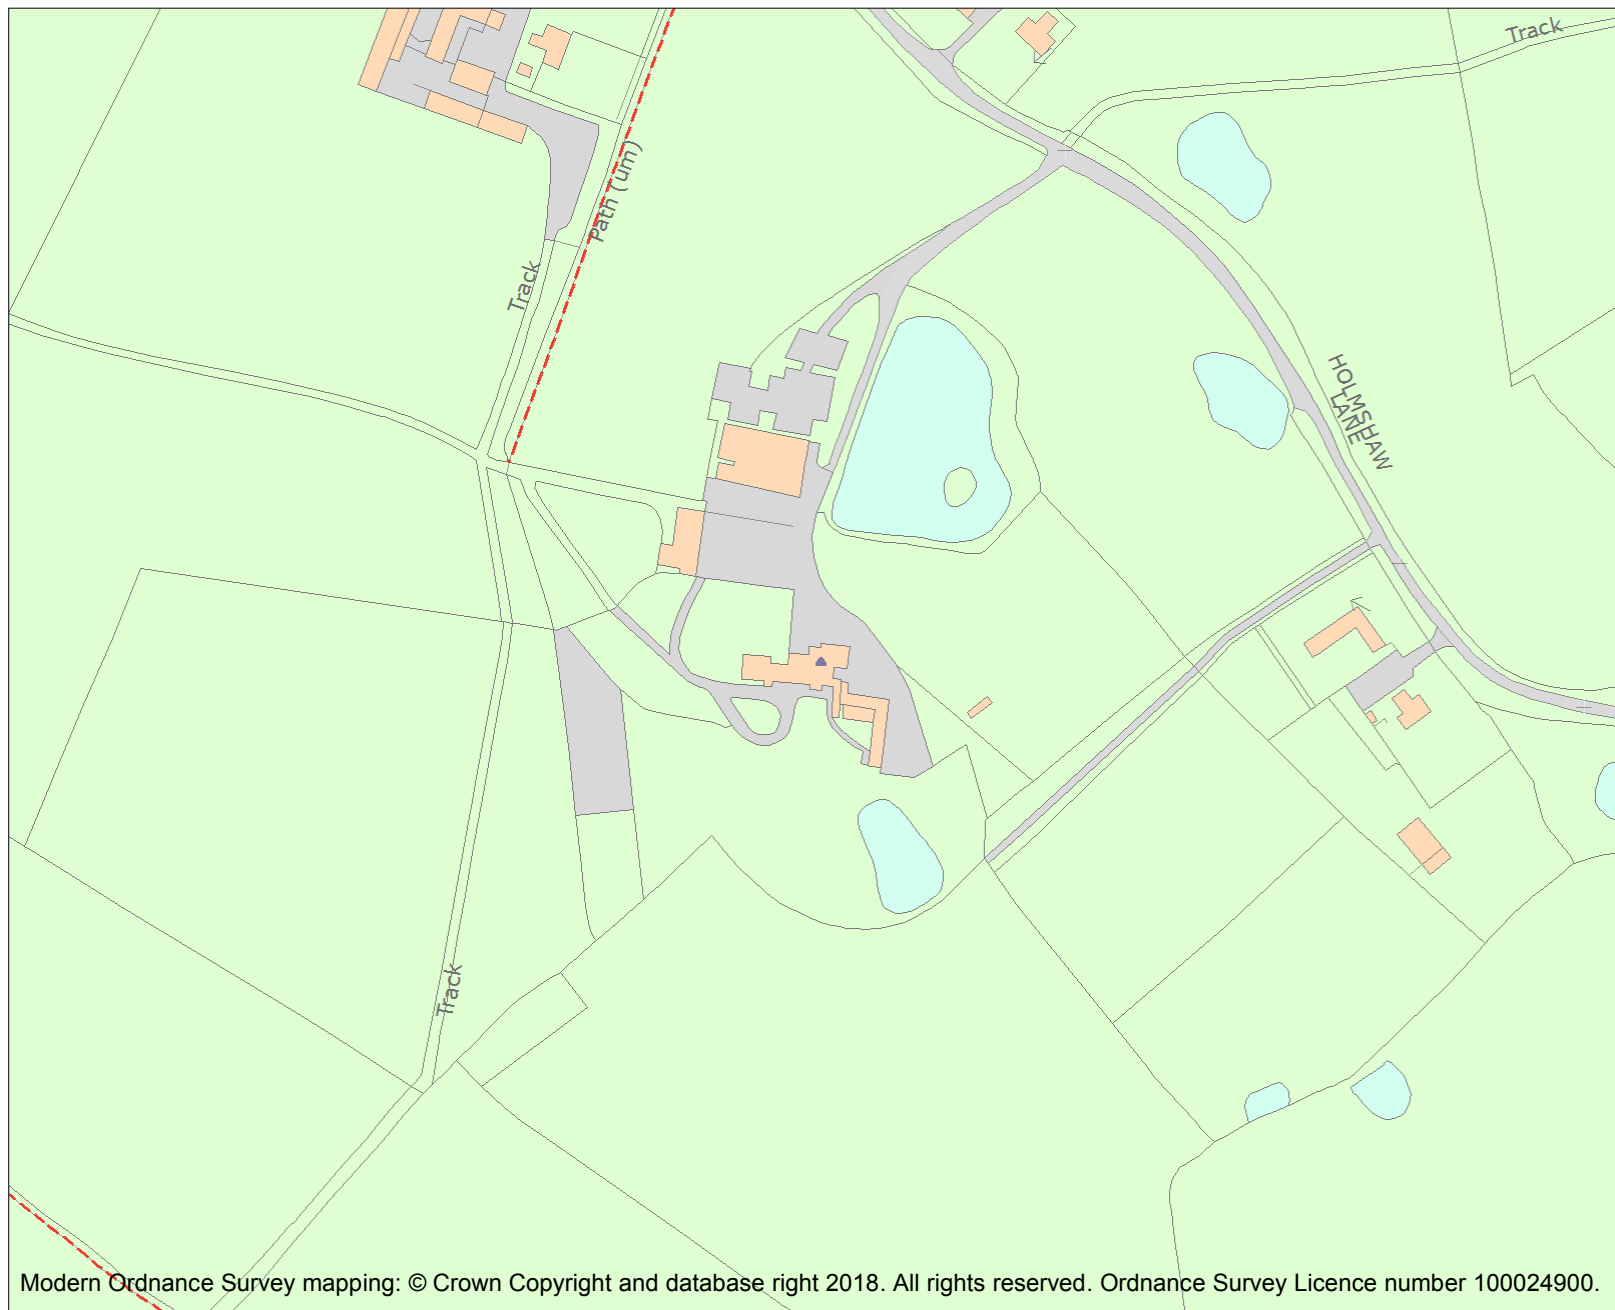 Track
Path (um)
Track
HOLMSHAW
LANE
Track
Modern Ordnance Survey mapping: © Crown Copyright and database right 2018. All rights reserved. Ordnance Survey Licence number 100024900.